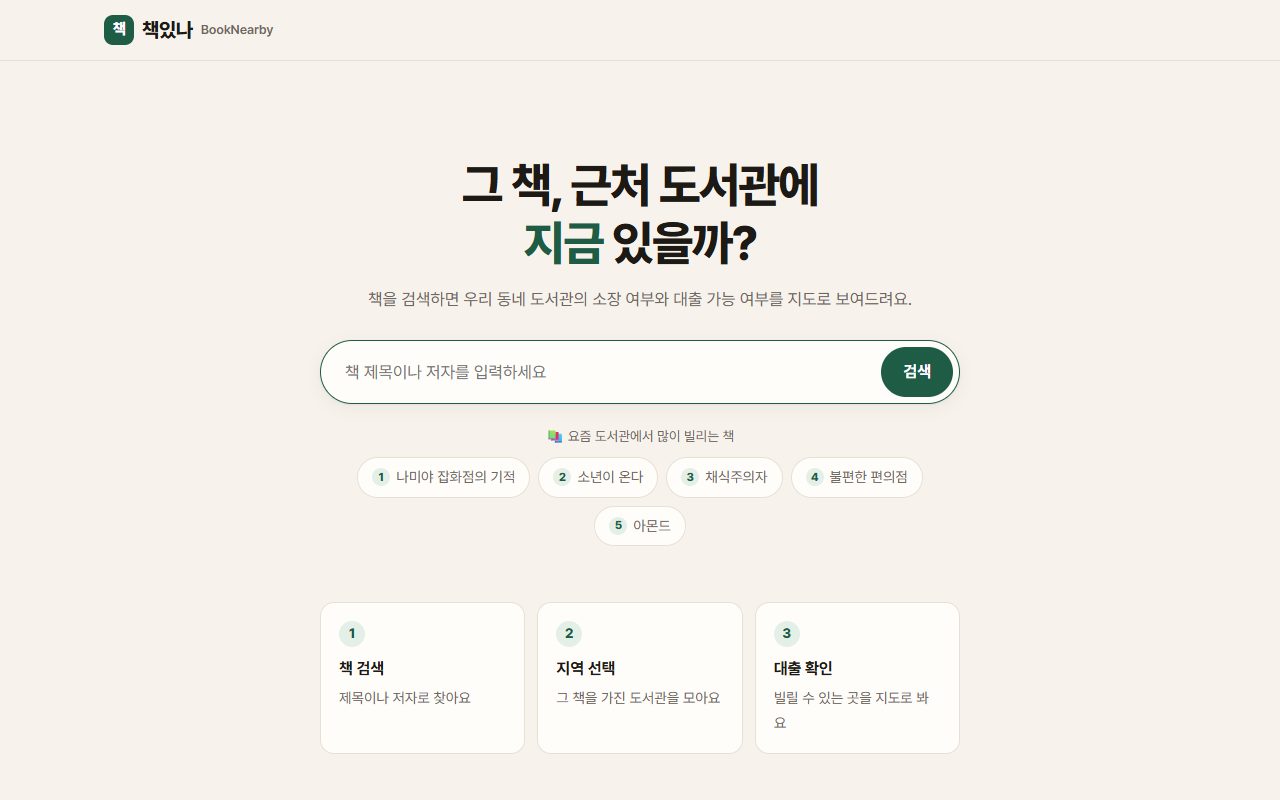 책 책있나 BookNearby
그 책, 근처 도서관에
지금 있을까?
책을 검색하면 우리 동네 도서관의 소장 여부와 대출 가능 여부를 지도로 보여드려요.
책 제목이나 저자를 입력하세요 검색
요즘 도서관에서 많이 빌리는 책
1 나미야 잡화점의 기적 2 소년이 온다 3 채식주의자 4 불편한 편의점
5 아몬드
1
책 검색
제목이나 저자로 찾아요
2
지역 선택
그 책을 가진 도서관을 모아요
3
대출 확인
빌릴 수 있는 곳을 지도로 봐
요